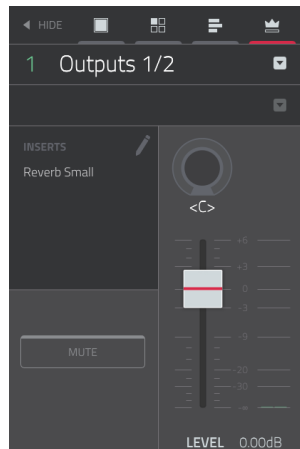 HIDE
1 Outputs 1/2
INSERTS
Reverb Small
<C>
+6
+3
0
-3
-9
-20
-30
-∞
MUTE
LEVEL 0.00dB